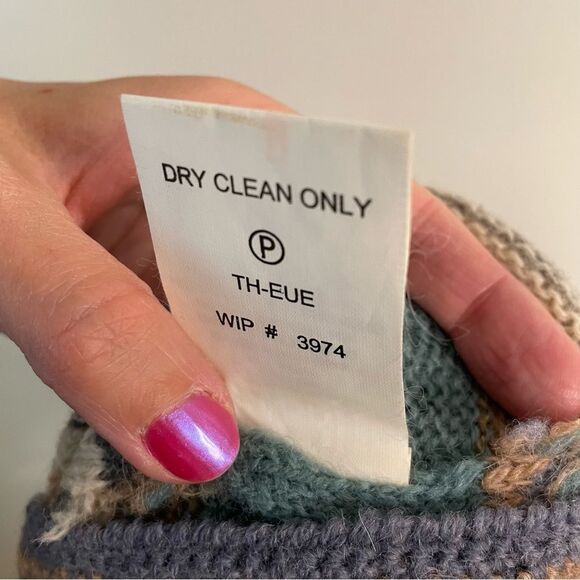 DRY CLEAN ONLY
Ⓟ
TH-EUE
WIP # 3974